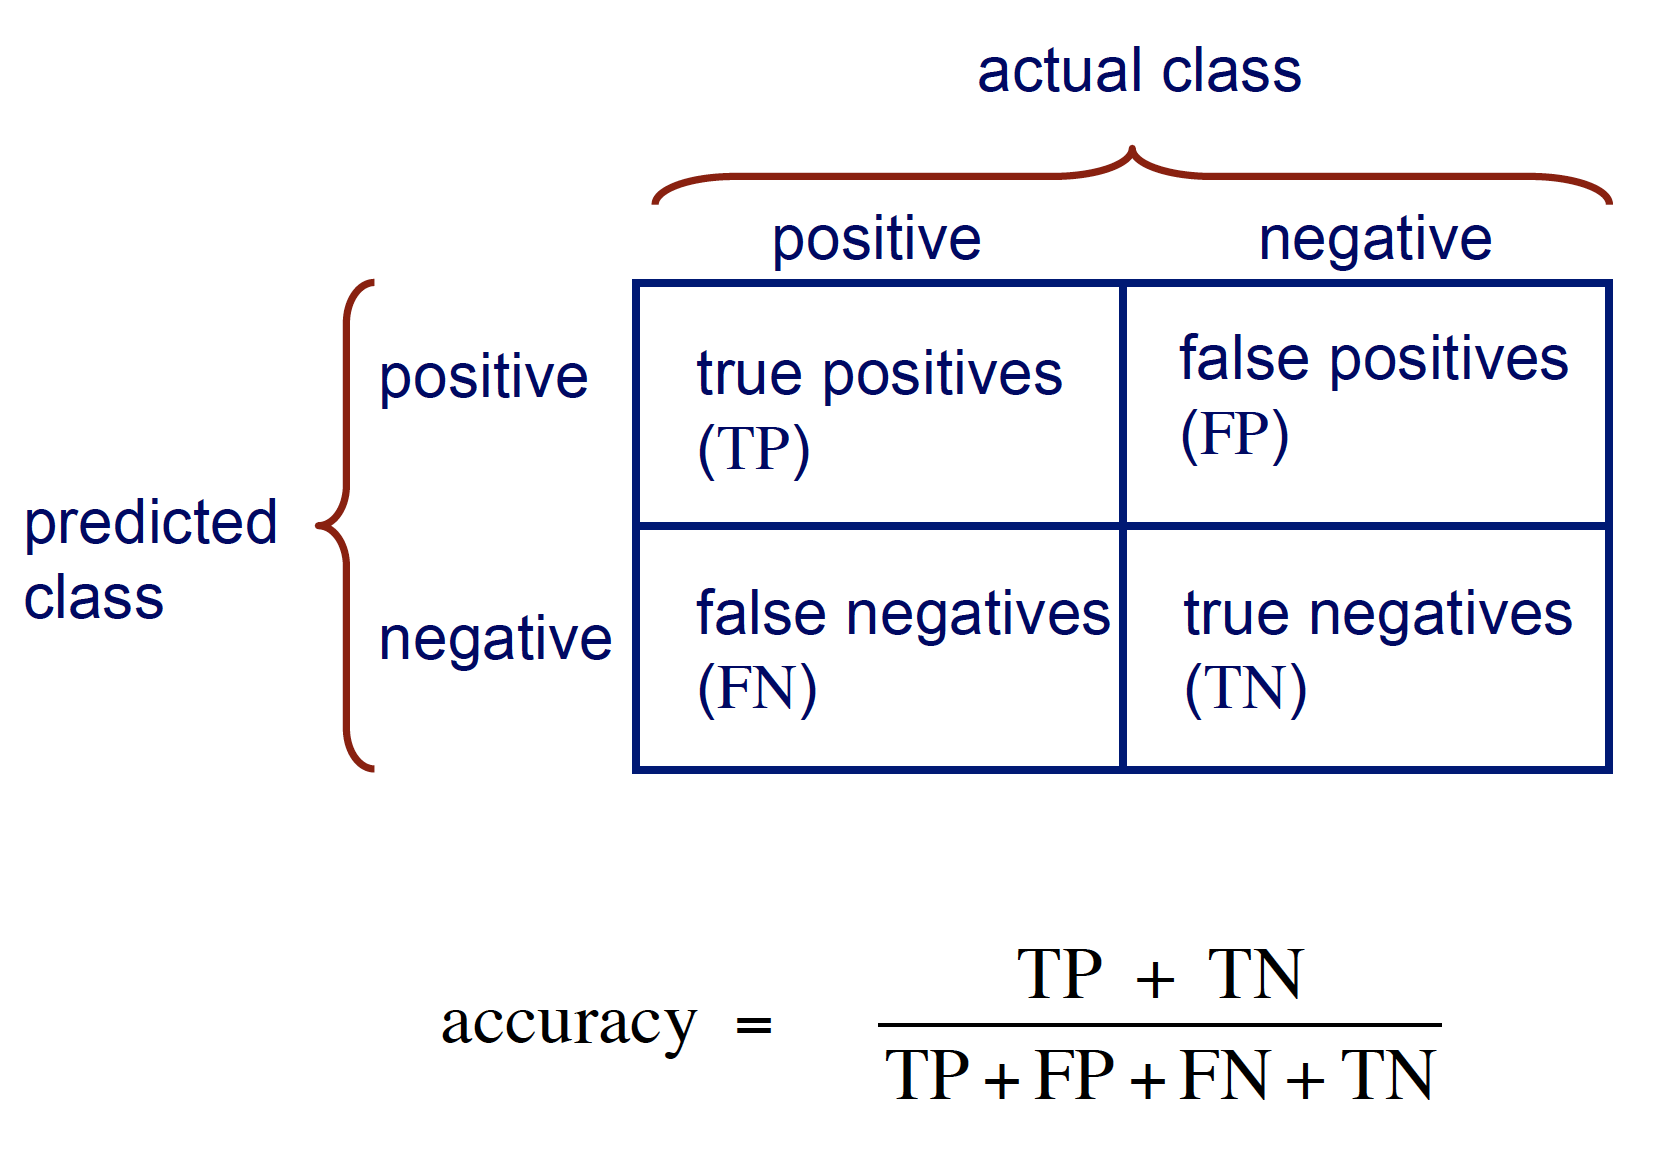 actual class
positive negative
positive
true positives
(TP)
false positives
(FP)
predicted
class
negative
false negatives
(FN)
true negatives
(TN)
accuracy = TP + TN
TP + FP + FN + TN